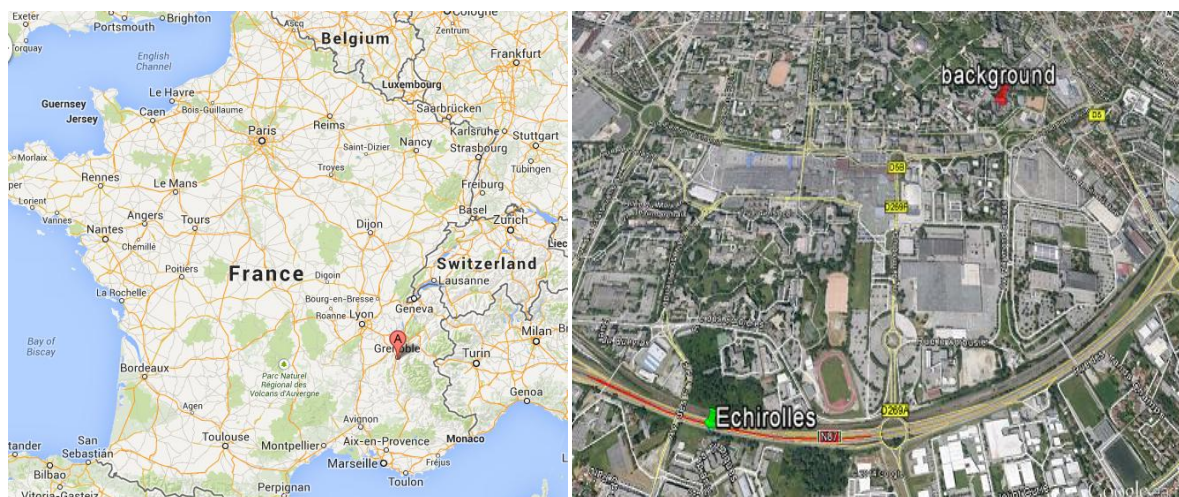 Exeter
Portsmouth
Brighton
Torquay
English
Channel
Guernsey
Jersey
Le Havre
Caen
Bois-Guillaume
Belgium
Cologne
Frankfurt
Luxembourg
Saarbrücken
Karlsruhe
Stuttgart
Strasbourg
Tübingen
Reims
Nancy
Paris
Saint-Dizier
Troyes
Morlaix
Rennes
Le Mans
Lorient
Vannes
Angers
Tours
Nantes
Chemillé
Poitiers
Dijon
Freiburg
Basel
Zurich
Liec
Switzerland
Lausanne
France
Digoin
La Rochelle
Bourg-en-Bresse
Roanne
Geneva
Lyon
A
Grenoble
Milan
Turin
Bay of
Biscay
Bordeaux
Parc Naturel
Régional des
Volcans d'Auvergne
Genoa
Agen
Avignon
Monaco
Toulouse
Montpellier
Aix-en-Provence
Marseille
Fréjus
Toulon
San
Sebastián
Bilbao
Vitoria-Gasteiz
Perpignan
background
D5
D5B
D269F
Echirolles
D269A
N87